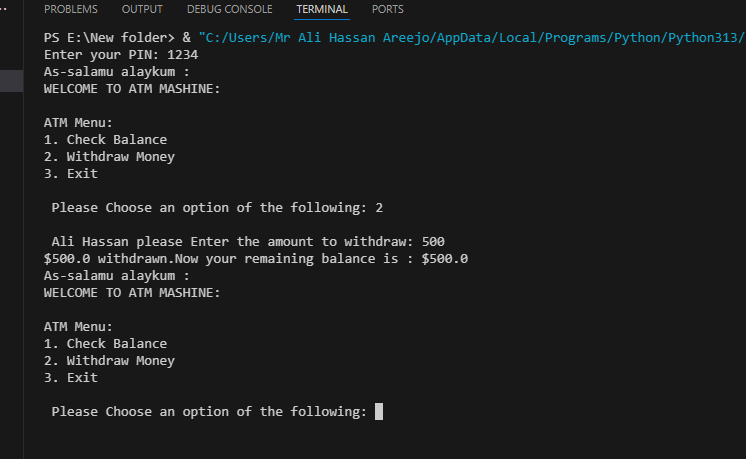 PROBLEMS OUTPUT DEBUG CONSOLE TERMINAL PORTS
PS E:\New folder> & "C:/Users/Mr Ali Hassan Areejo/AppData/Local/Programs/Python/Python313/
Enter your PIN: 1234
As-salamu alaykum :
WELCOME TO ATM MASHINE:
ATM Menu:
1. Check Balance
2. Withdraw Money
3. Exit
Please Choose an option of the following: 2
Ali Hassan please Enter the amount to withdraw: 500
$500.0 withdrawn.Now your remaining balance is : $500.0
As-salamu alaykum :
WELCOME TO ATM MASHINE:
ATM Menu:
1. Check Balance
2. Withdraw Money
3. Exit
Please Choose an option of the following: